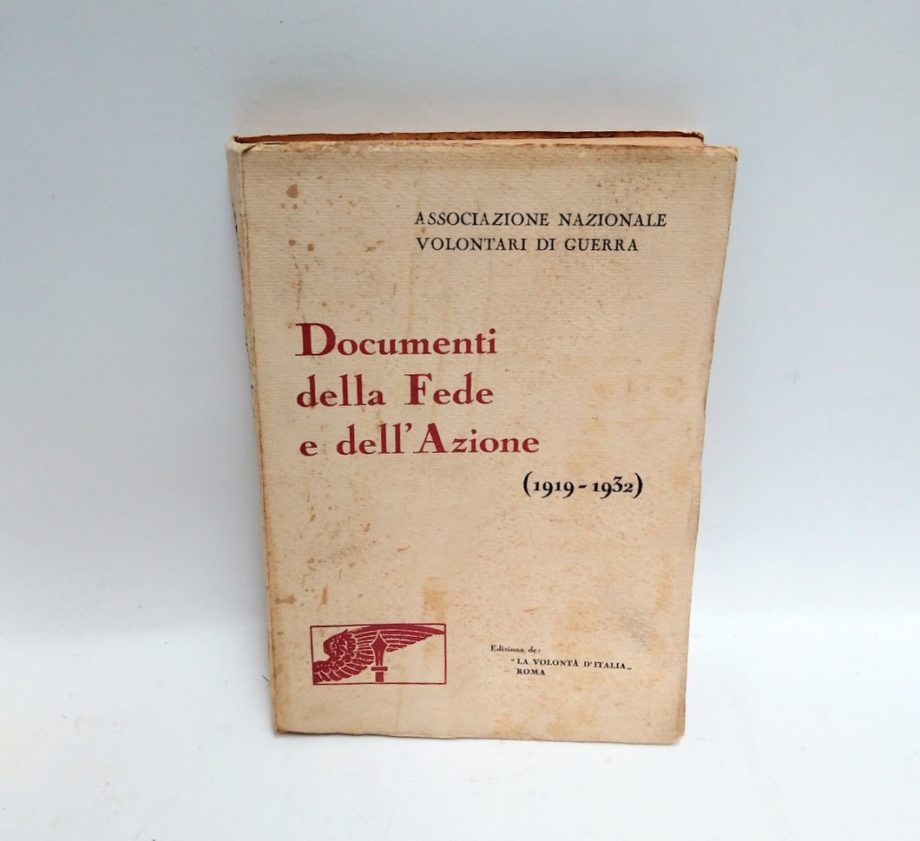 ASSOCIAZIONE NAZIONALE
VOLONTARI DI GUERRA
Documenti
della Fede
e dell'Azione
(1919-1932)
Edizione de:
"LA VOLONTÀ D'ITALIA„
ROMA